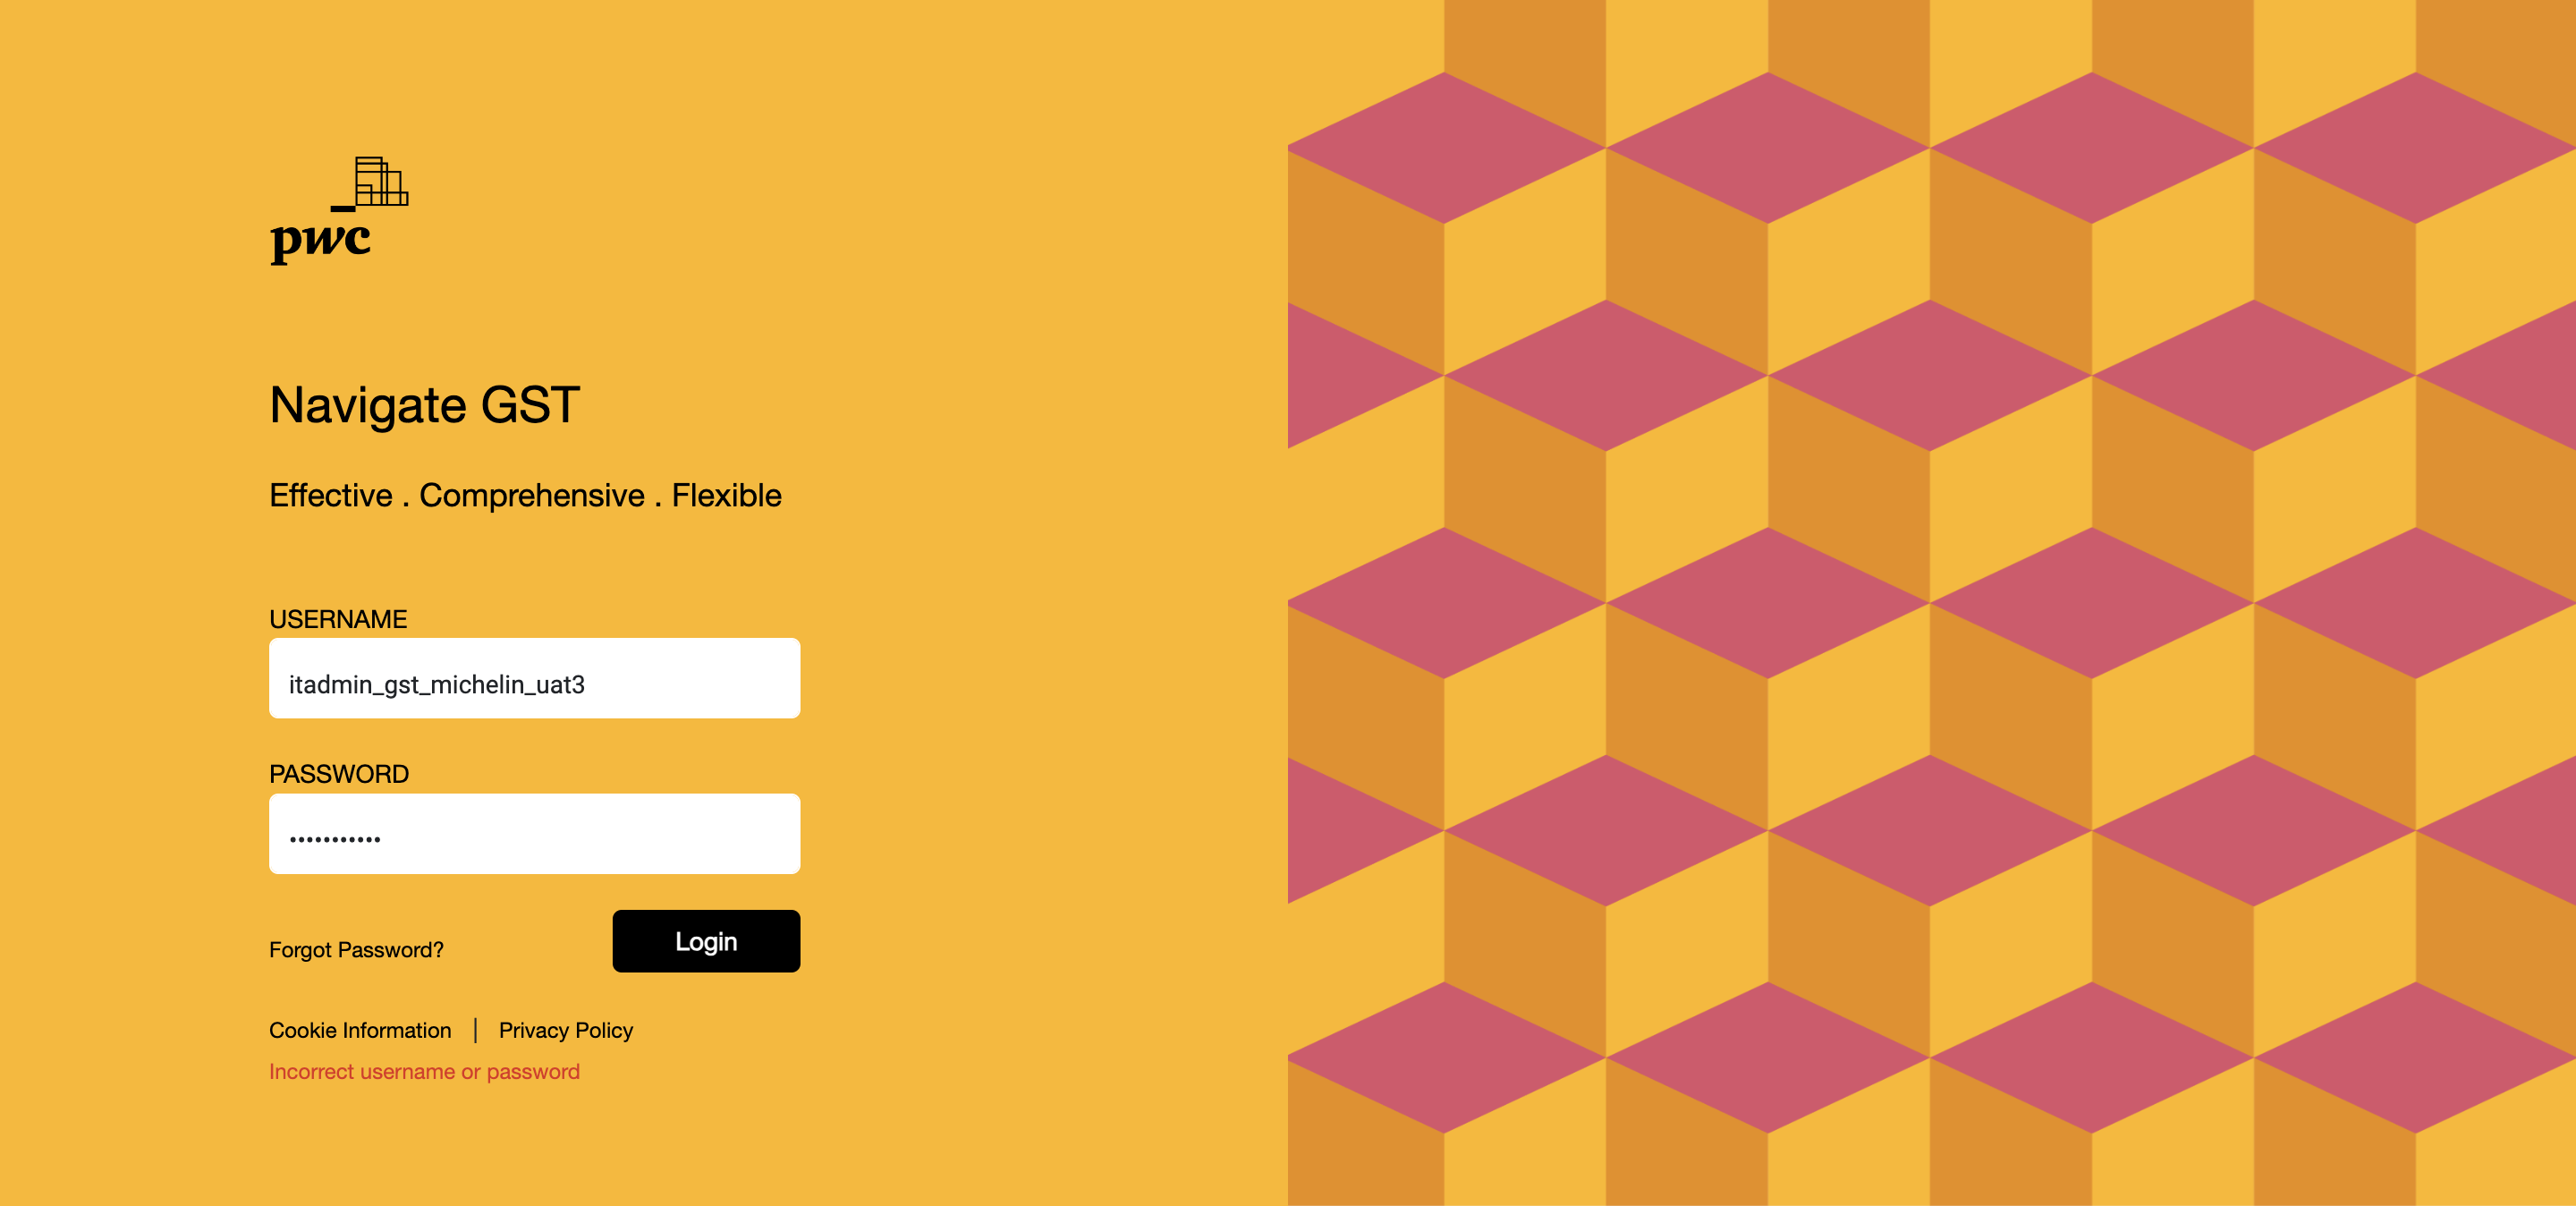 pwc
Navigate GST
Effective . Comprehensive . Flexible
USERNAME
itadmin_gst_michelin_uat3
PASSWORD
•••••••••••
Forgot Password?
Login
Cookie Information | Privacy Policy
Incorrect username or password